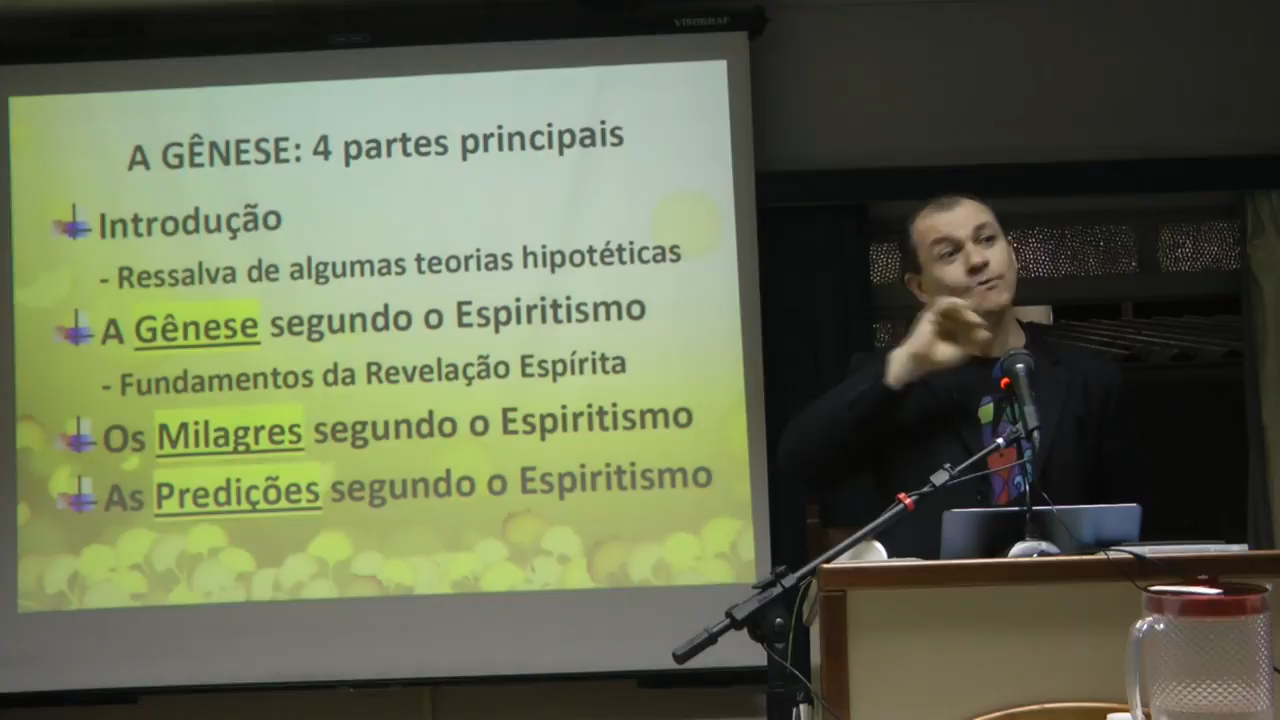 VISOGRAF
A GÊNESE: 4 partes principais
Introdução
- Ressalva de algumas teorias hipotéticas
A Gênese segundo o Espiritismo
- Fundamentos da Revelação Espírita
Os Milagres segundo o Espiritismo
As Predições segundo o Espiritismo